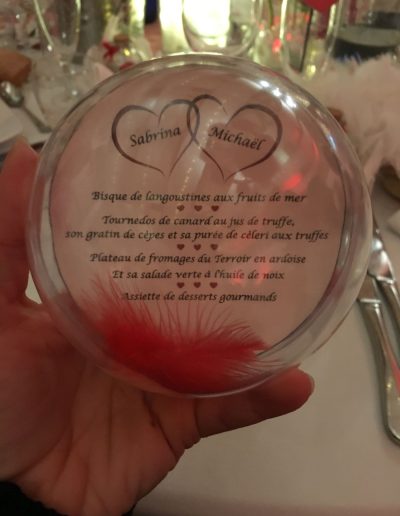 Sabrina Michaël
Bisque de langoustines aux fruits de mer
Tournedos de canard au jus de truffe,
son gratin de cèpes et sa purée de cèleri aux truffes
Plateau de fromages du Terroir en ardoise
Et sa salade verte à l'huile de noix
Assiette de desserts gourmands